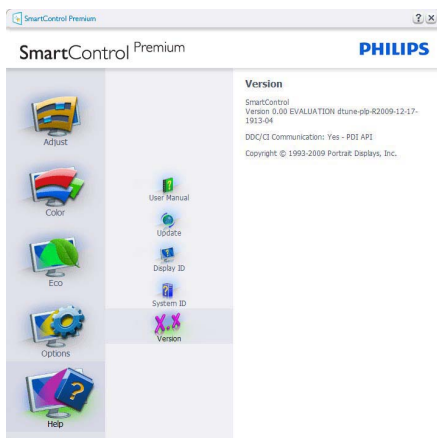 SmartControl Premium
SmartControl Premium
PHILIPS
Adjust
Color
Eco
Options
Help
User Manual
Update
Display ID
System ID
X.X
Version
Version
SmartControl
Version 0.00 EVALUATION dtune-plp-R2009-12-17-
1913-04
DDC/CI Communication: Yes - PDI API
Copyright © 1993-2009 Portrait Displays, Inc.